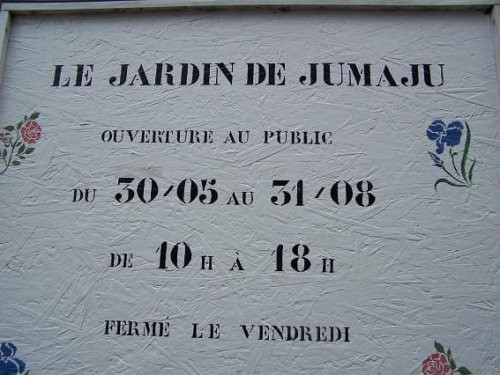 LE JARDIN DE JUMAJU
OUVERTURE AU PUBLIC
DU 30/05 AU 31/08
DE 10 H À 18 H
FERMÉ LE VENDREDI